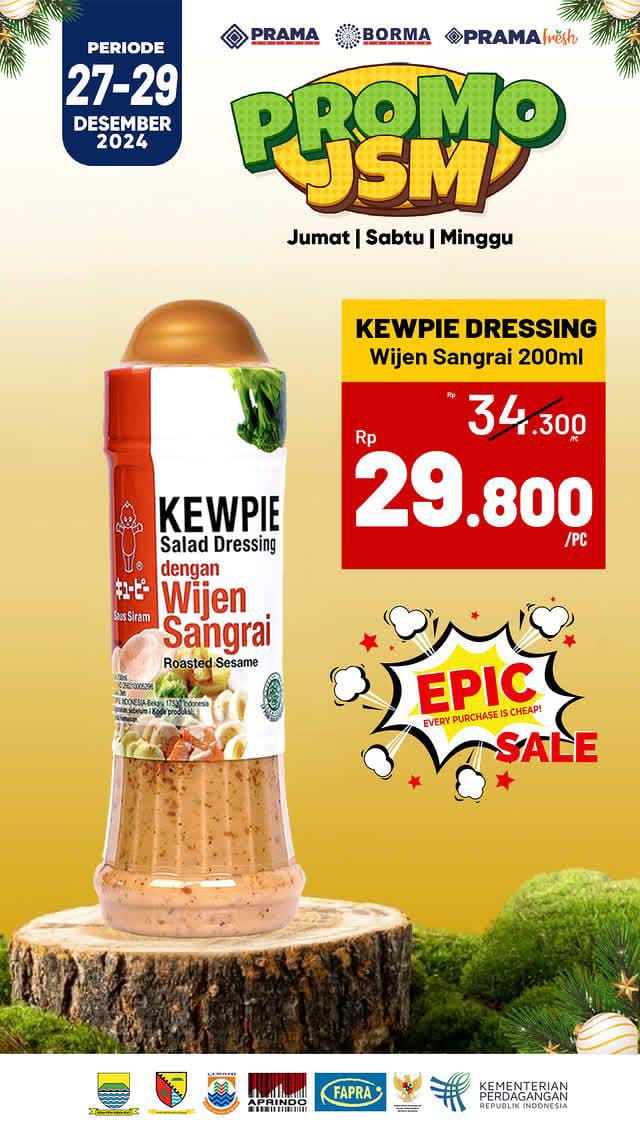 PERIODE
27-29
DESEMBER
2024
PRAMA
BORMA
PRAMAfresh
PROMO
JSM
Jumat | Sabtu | Minggu
KEWPIE DRESSING
Wijen Sangrai 200ml
Rp 34.300
/PC
Rp 29.800
/PC
KEWPIE
Salad Dressing
dengan
Wijen
Sangrai
Roasted Sesame
キユーピー
®
Saus Siram
EPIC
EVERY PURCHASE IS CHEAP!
SALE
APRINDO
FAPRA
KEMENTERIAN
PERDAGANGAN
REPUBLIK INDONESIA